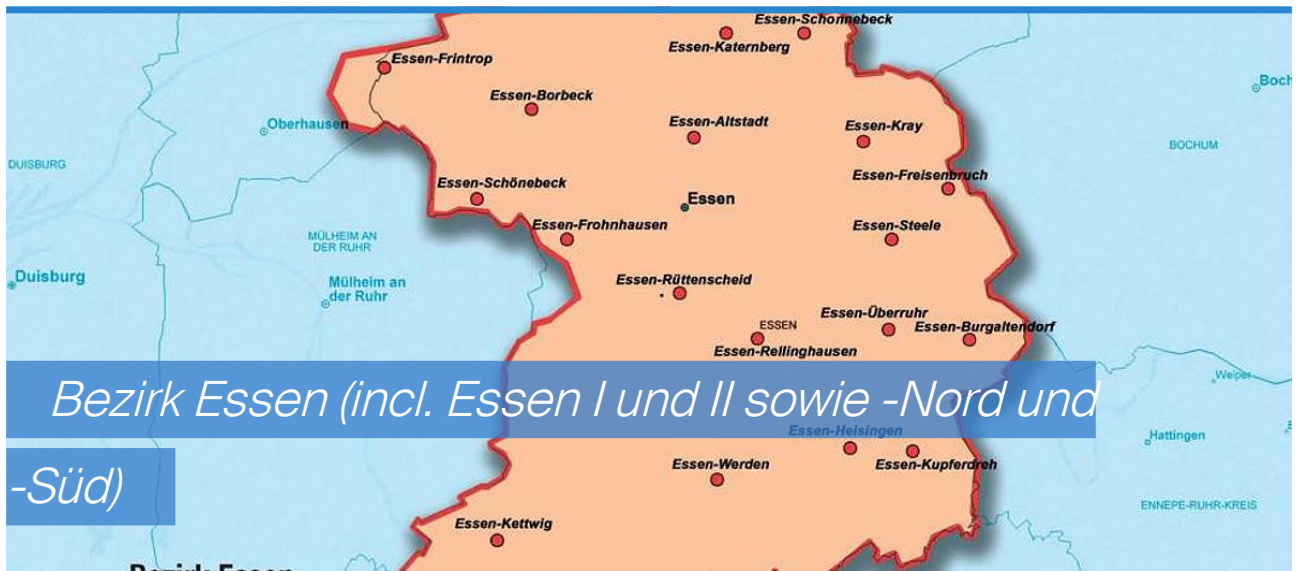 Essen-Schonnebeck
Essen-Katernberg
Essen-Frintrop
Essen-Borbeck
Oberhausen
Essen-Altstadt
Essen-Kray
BOCHUM
DUISBURG
Essen-Schönebeck
Essen-Freisenbruch
Essen
Essen-Frohnhausen
Essen-Steele
MÜLHEIM AN
DER RUHR
Duisburg
Mülheim an
der Ruhr
Essen-Rüttenscheid
Essen-Überruhr
ESSEN
Essen-Burgaltendorf
Essen-Rellinghausen
Welper
Bezirk Essen (incl. Essen I und II sowie -Nord und
-Süd)
Essen-Heisingen
Hattingen
Essen-Werden
Essen-Kupferdreh
ENNEPE-RUHR-KREIS
Essen-Kettwig
Bezirk Essen